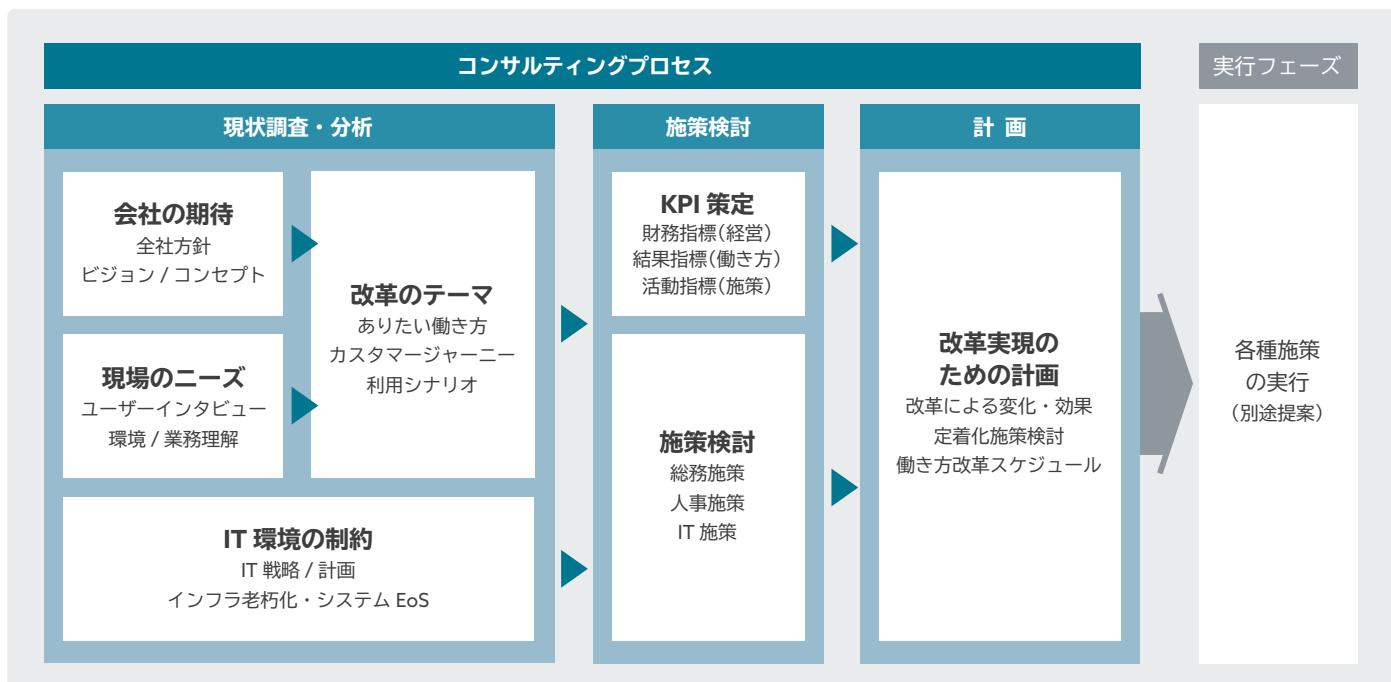 コンサルティングプロセス
実行フェーズ
現状調査・分析
施策検討
計 画
会社の期待
全社方針
ビジョン / コンセプト
現場のニーズ
ユーザーインタビュー
環境 / 業務理解
改革のテーマ
ありたい働き方
カスタマージャーニー
利用シナリオ
IT 環境の制約
IT 戦略 / 計画
インフラ老朽化・システム EoS
KPI 策定
財務指標(経営)
結果指標(働き方)
活動指標(施策)
施策検討
総務施策
人事施策
IT 施策
改革実現の
ための計画
改革による変化・効果
定着化施策検討
働き方改革スケジュール
各種施策
の実行
(別途提案)